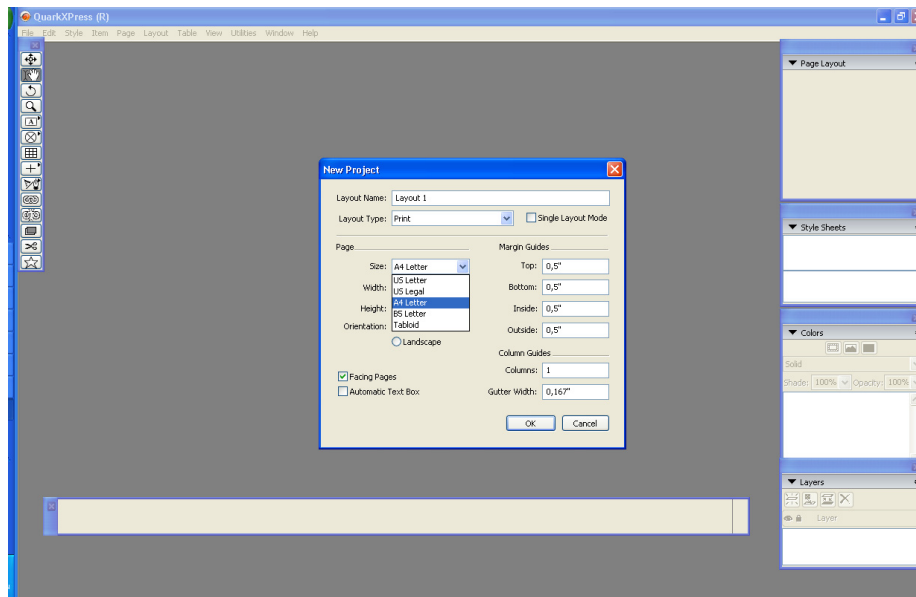 QuarkXPress (R)
File Edit Style Item Page Layout Table View Utilities Window Help
Page Layout
New Project
Layout Name: Layout 1
Layout Type: Print Single Layout Mode
Page Margin Guides
Size: A4 Letter Top: 0,5"
US Letter
Width: US Legal Bottom: 0,5"
A4 Letter
Height: B5 Letter Inside: 0,5"
Orientation: Tabloid Outside: 0,5"
Landscape
Column Guides
Columns: 1
Facing Pages
Automatic Text Box Gutter Width: 0,167"
OK Cancel
Style Sheets
Colors
Solid
Shade: 100% Opacity: 100%
Layers
Layer